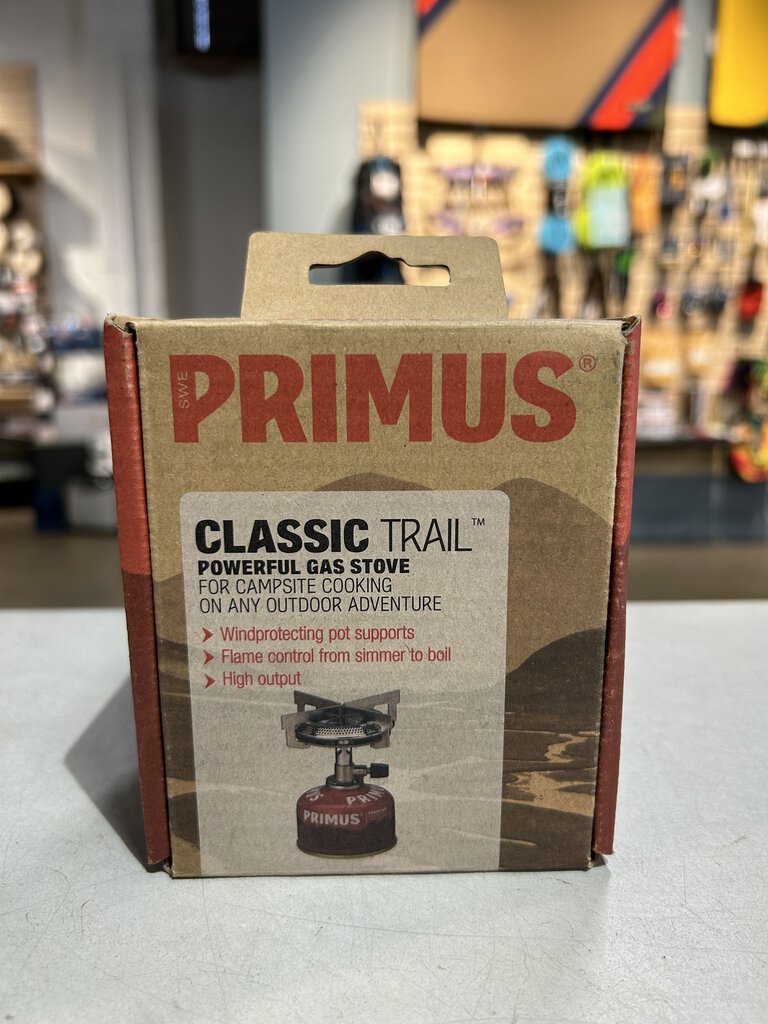 SWE PRIMUS®
CLASSIC TRAIL™
POWERFUL GAS STOVE
FOR CAMPSITE COOKING
ON ANY OUTDOOR ADVENTURE
Windprotecting pot supports
Flame control from simmer to boil
High output
PRIMUS